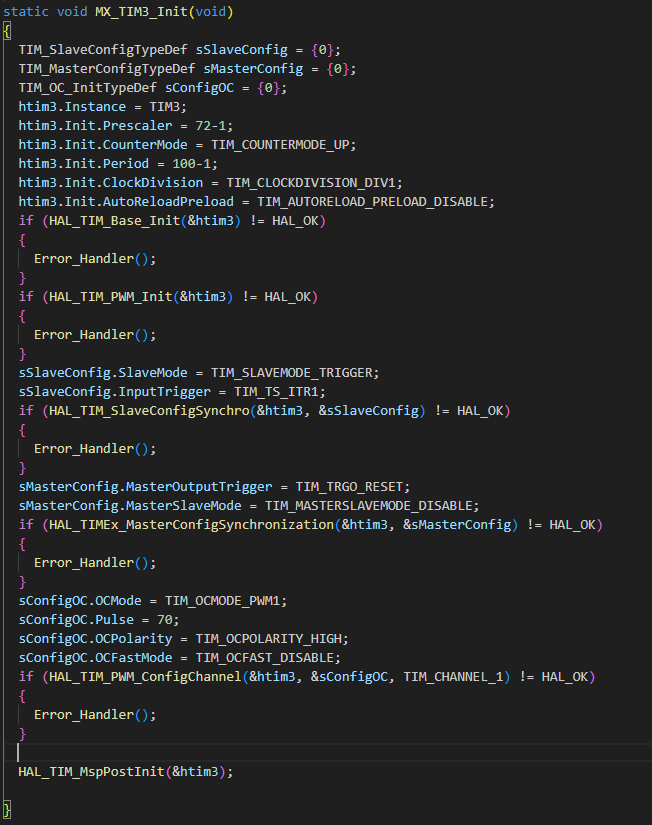 static void MX_TIM3_Init(void)
{
  TIM_SlaveConfigTypeDef sSlaveConfig = {0};
  TIM_MasterConfigTypeDef sMasterConfig = {0};
  TIM_OC_InitTypeDef sConfigOC = {0};
  htim3.Instance = TIM3;
  htim3.Init.Prescaler = 72-1;
  htim3.Init.CounterMode = TIM_COUNTERMODE_UP;
  htim3.Init.Period = 100-1;
  htim3.Init.ClockDivision = TIM_CLOCKDIVISION_DIV1;
  htim3.Init.AutoReloadPreload = TIM_AUTORELOAD_PRELOAD_DISABLE;
  if (HAL_TIM_Base_Init(&htim3) != HAL_OK)
  {
    Error_Handler();
  }
  if (HAL_TIM_PWM_Init(&htim3) != HAL_OK)
  {
    Error_Handler();
  }
  sSlaveConfig.SlaveMode = TIM_SLAVEMODE_TRIGGER;
  sSlaveConfig.InputTrigger = TIM_TS_ITR1;
  if (HAL_TIM_SlaveConfigSynchro(&htim3, &sSlaveConfig) != HAL_OK)
  {
    Error_Handler();
  }
  sMasterConfig.MasterOutputTrigger = TIM_TRGO_RESET;
  sMasterConfig.MasterSlaveMode = TIM_MASTERSLAVEMODE_DISABLE;
  if (HAL_TIMEx_MasterConfigSynchronization(&htim3, &sMasterConfig) != HAL_OK)
  {
    Error_Handler();
  }
  sConfigOC.OCMode = TIM_OCMODE_PWM1;
  sConfigOC.Pulse = 70;
  sConfigOC.OCPolarity = TIM_OCPOLARITY_HIGH;
  sConfigOC.OCFastMode = TIM_OCFAST_DISABLE;
  if (HAL_TIM_PWM_ConfigChannel(&htim3, &sConfigOC, TIM_CHANNEL_1) != HAL_OK)
  {
    Error_Handler();
  }
  HAL_TIM_MspPostInit(&htim3);
}